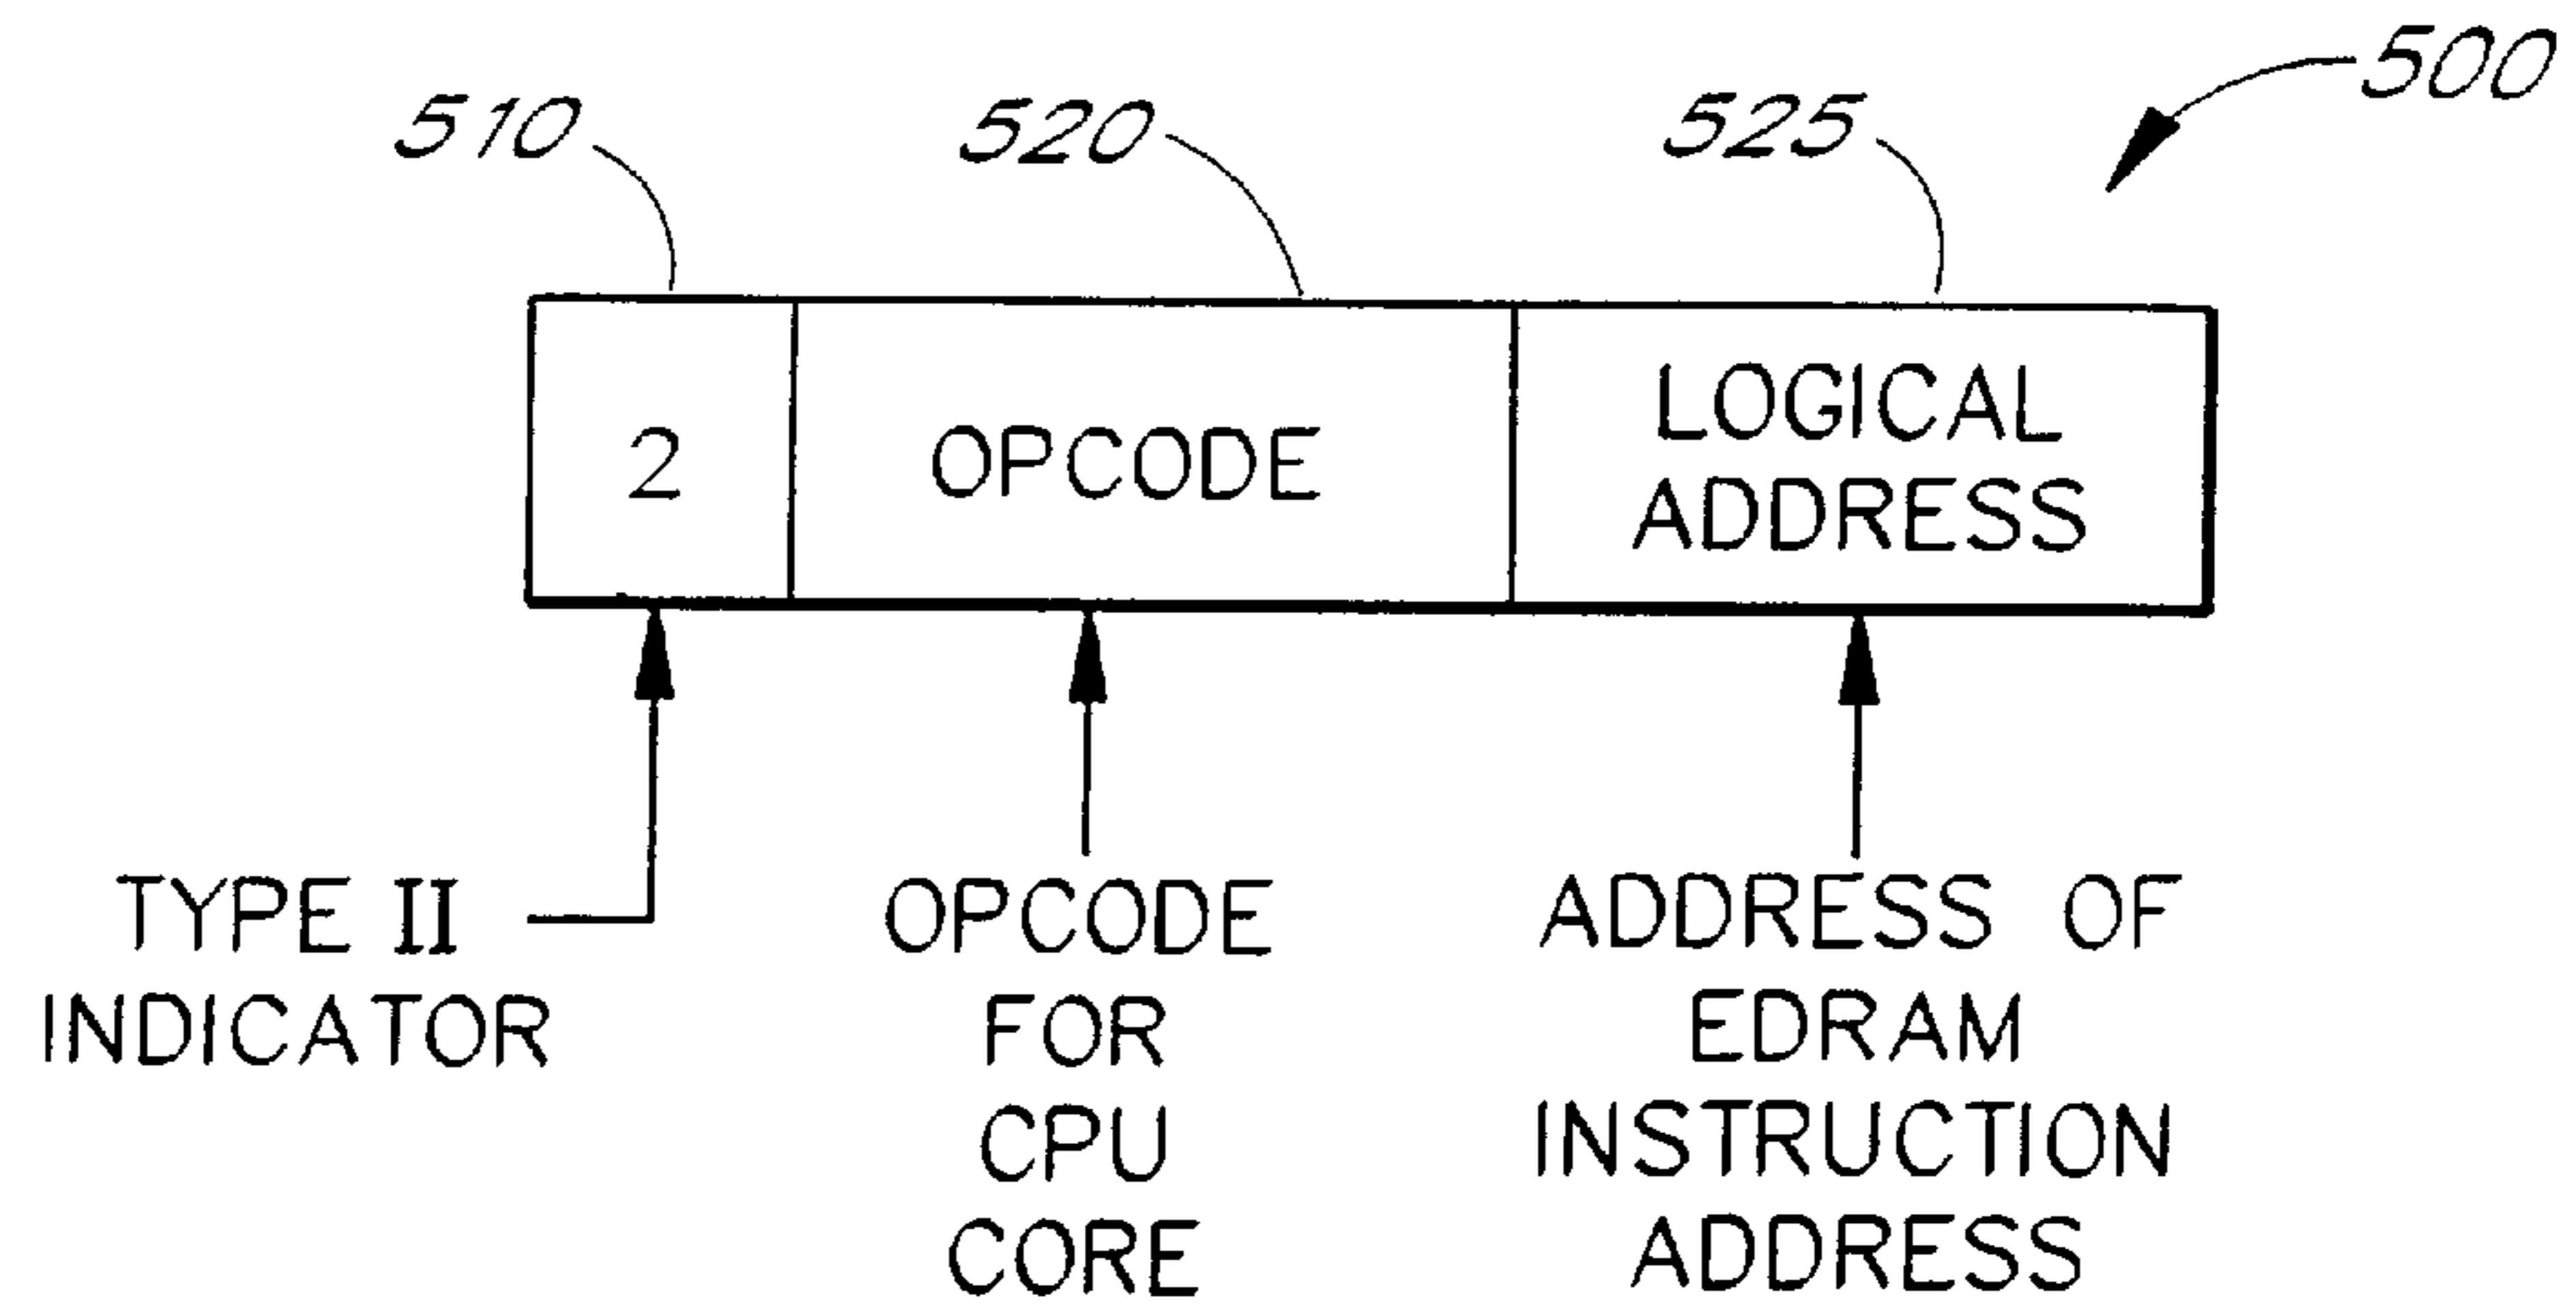 500
510
520
525
2
OPCODE
LOGICAL
ADDRESS
TYPE II
INDICATOR
OPCODE
FOR
CPU
CORE
ADDRESS OF
EDRAM
INSTRUCTION
ADDRESS